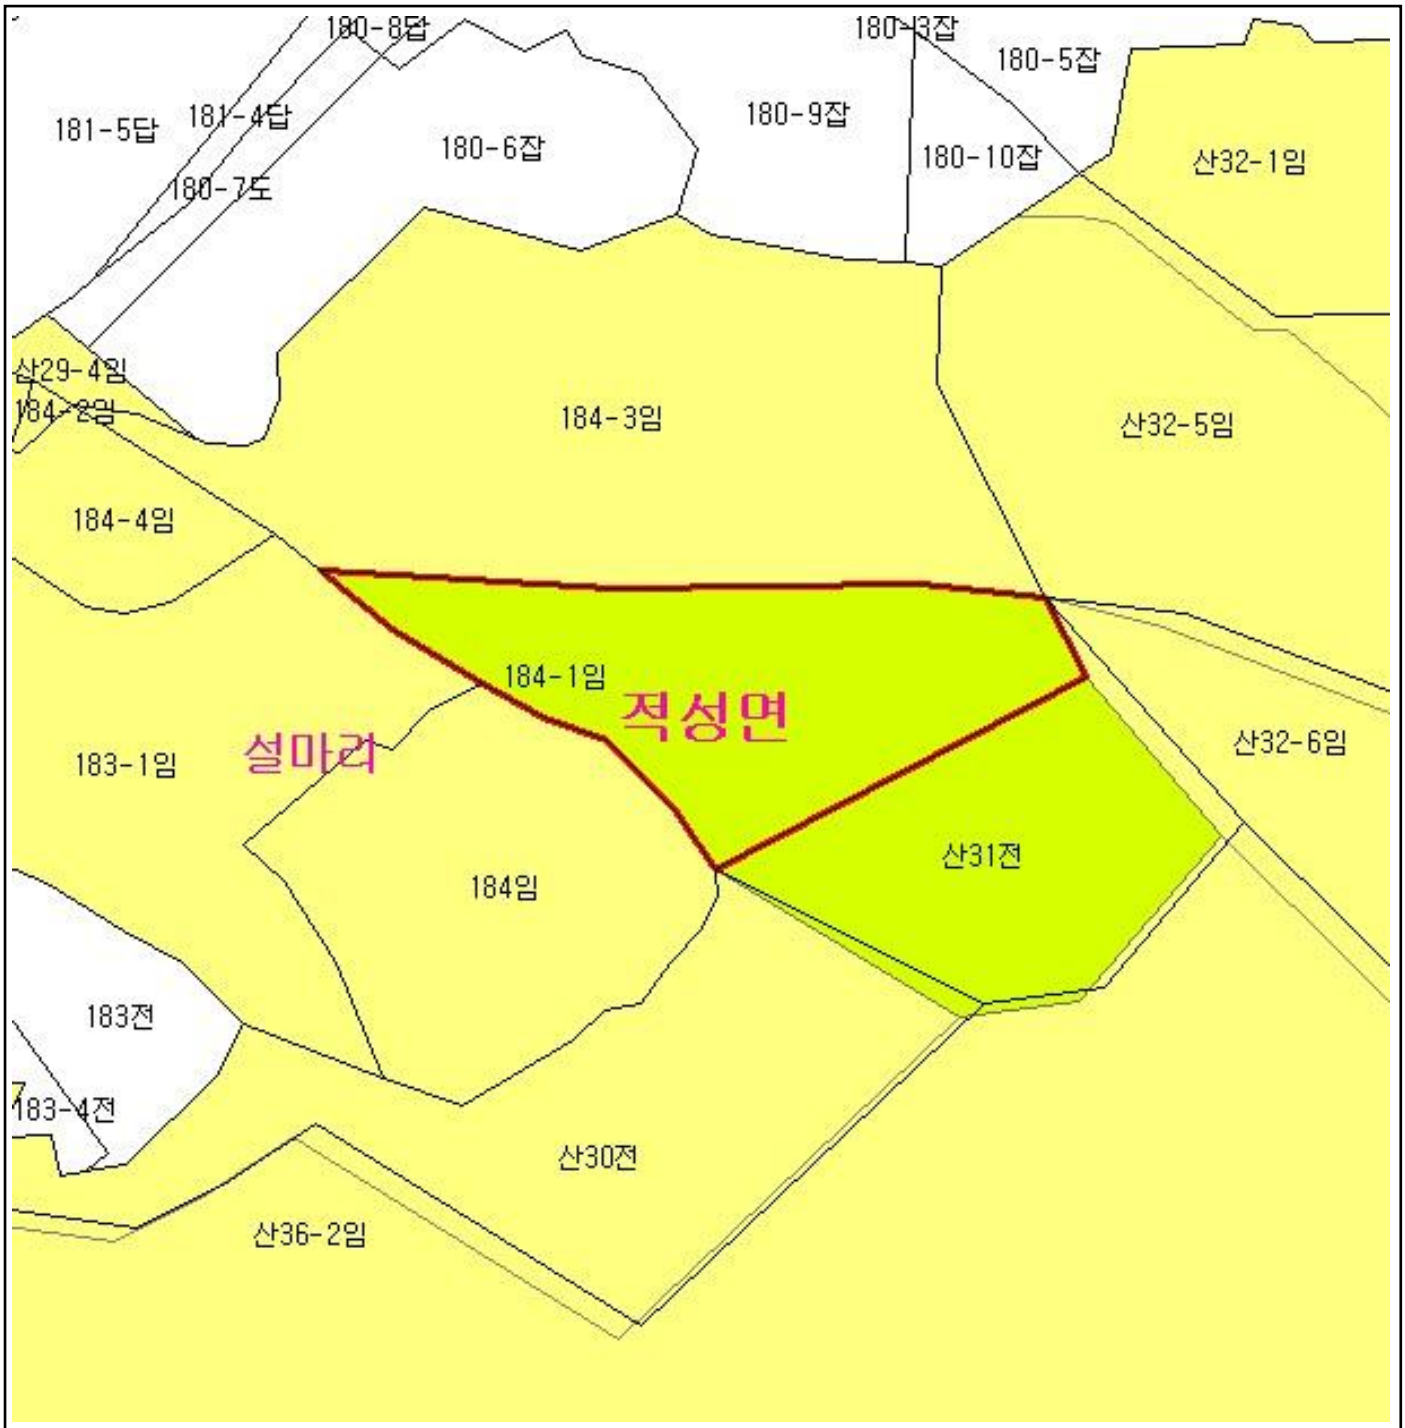 180-8답
180-3잡
180-5잡
181-5답
181-4답
180-6잡
180-9잡
180-10잡
산32-1임
180-7도
산29-4임
184-2임
184-3임
산32-5임
184-4임
184-1임
적성면
설마리
183-1임
산32-6임
산31전
184임
183전
183-4전
산30전
산36-2임